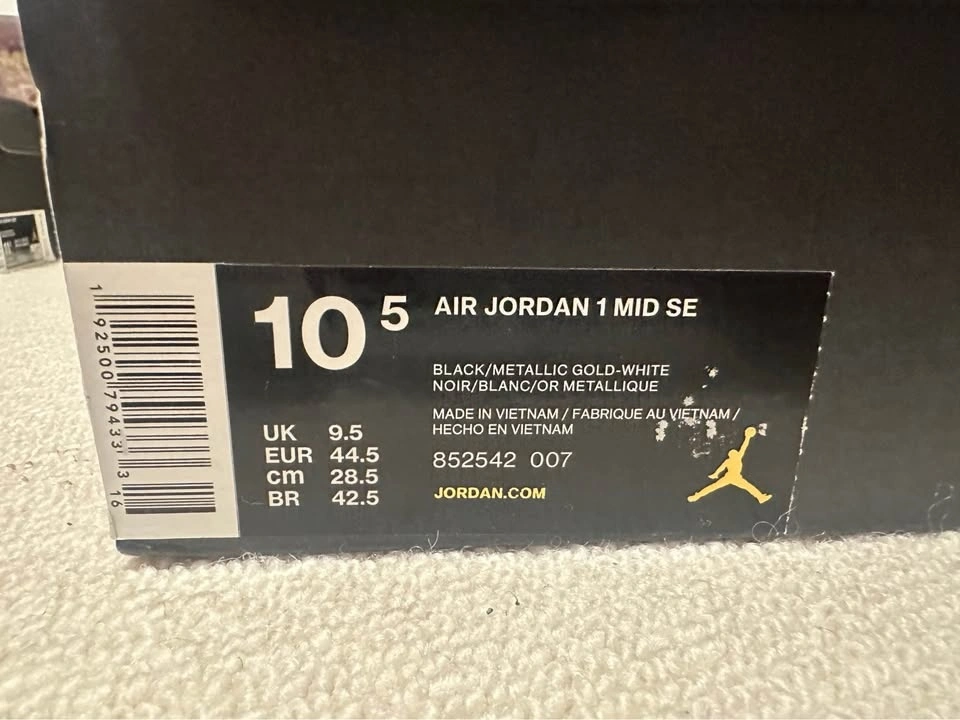 1 92500 79433 3 16
10 5
AIR JORDAN 1 MID SE
BLACK/METALLIC GOLD-WHITE
NOIR/BLANC/OR METALLIQUE
MADE IN VIETNAM / FABRIQUE AU VIETNAM /
HECHO EN VIETNAM
UK 9.5
EUR 44.5
cm 28.5
BR 42.5
852542 007
JORDAN.COM